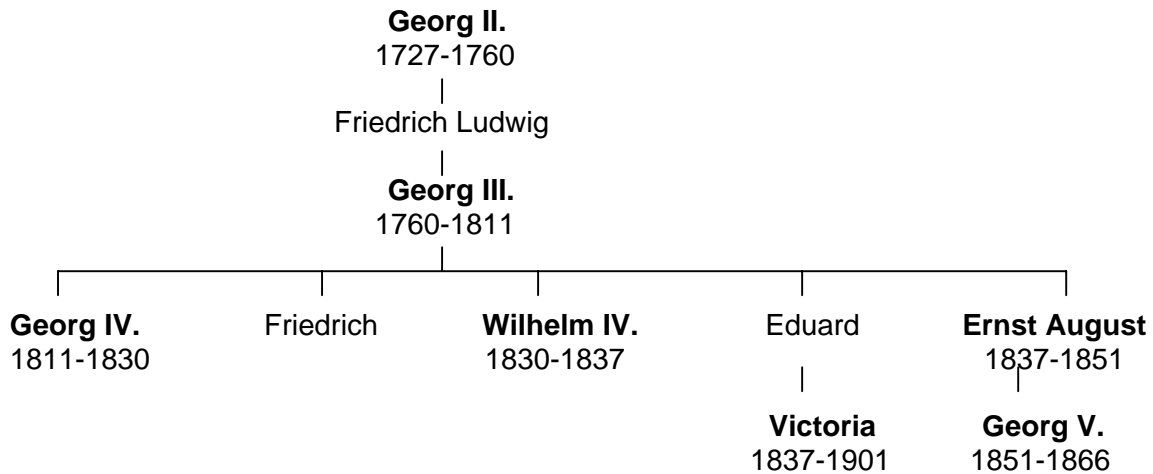 Georg II.
1727-1760
Friedrich Ludwig
Georg III.
1760-1811
Georg IV. Friedrich Wilhelm IV. Eduard Ernst August
1811-1830 1830-1837 1837-1851
Victoria Georg V.
1837-1901 1851-1866